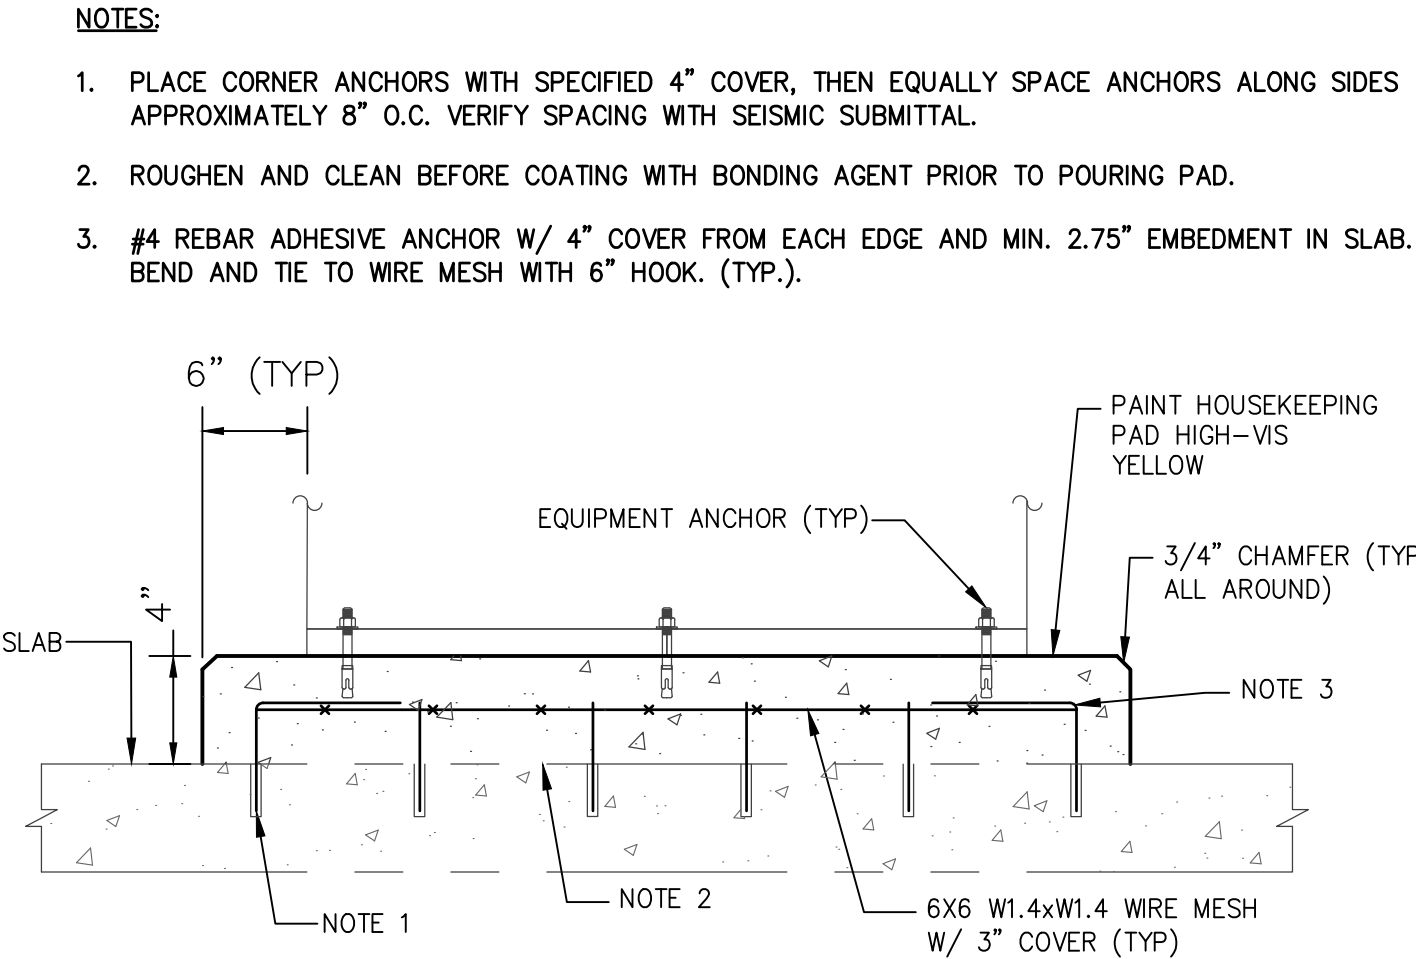 NOTES:
1. PLACE CORNER ANCHORS WITH SPECIFIED 4" COVER, THEN EQUALLY SPACE ANCHORS ALONG SIDES
APPROXIMATELY 8" O.C. VERIFY SPACING WITH SEISMIC SUBMITTAL.
2. ROUGHEN AND CLEAN BEFORE COATING WITH BONDING AGENT PRIOR TO POURING PAD.
3. #4 REBAR ADHESIVE ANCHOR W/ 4" COVER FROM EACH EDGE AND MIN. 2.75" EMBEDMENT IN SLAB.
BEND AND TIE TO WIRE MESH WITH 6" HOOK. (TYP.).
6" (TYP)
PAINT HOUSEKEEPING
PAD HIGH-VIS
YELLOW
EQUIPMENT ANCHOR (TYP)
3/4" CHAMFER (TYP
ALL AROUND)
4"
SLAB
NOTE 3
NOTE 2
NOTE 1
6X6 W1.4xW1.4 WIRE MESH
W/ 3" COVER (TYP)